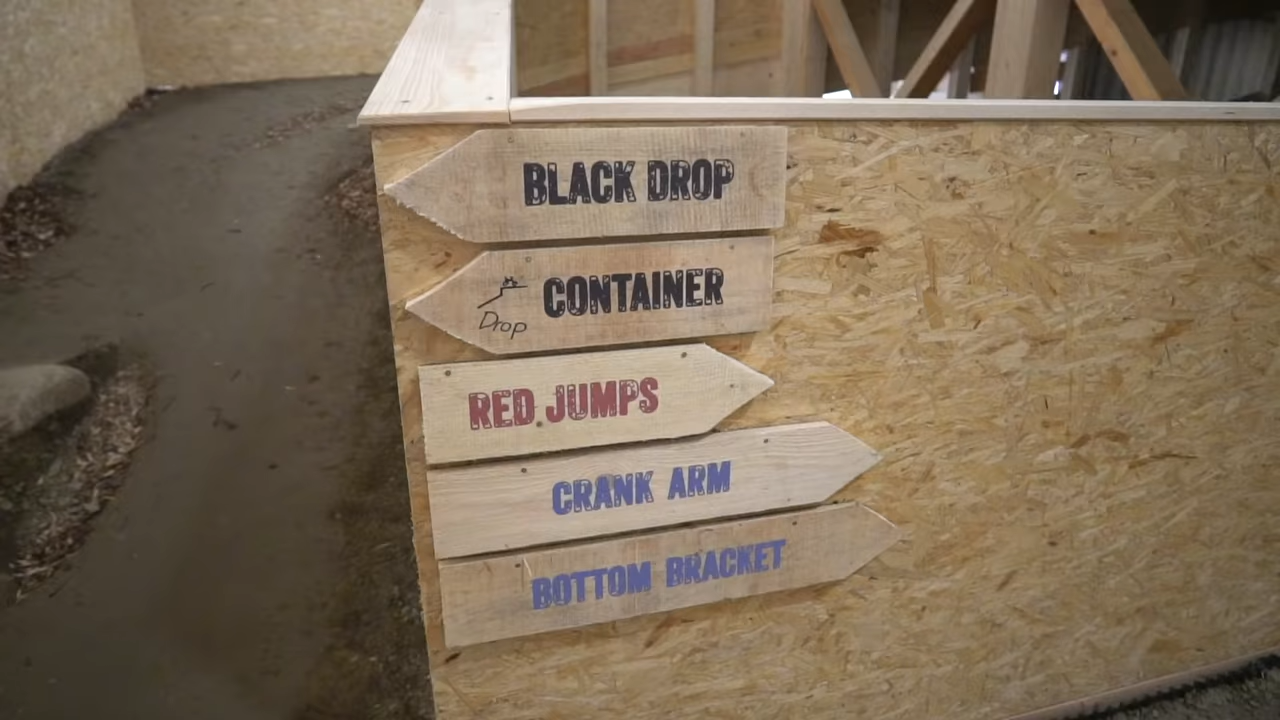 BLACK DROP
CONTAINER
Drop
RED JUMPS
CRANK ARM
BOTTOM BRACKET